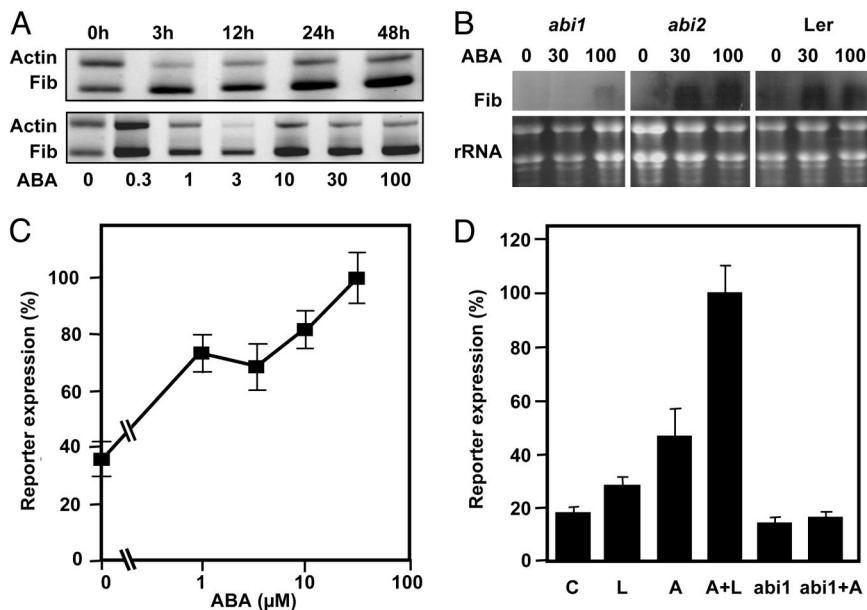 A
0h 3h 12h 24h 48h
Actin
Fib
Actin
Fib
ABA 0 0.3 1 3 10 30 100
B
abi1 abi2 Ler
ABA 0 30 100 0 30 100 0 30 100
Fib
rRNA
C
Reporter expression (%)
100
80
60
40
20
0
0 1 10 100
ABA (µM)
D
Reporter expression (%)
120
100
80
60
40
20
0
C L A A+L abi1 abi1+A